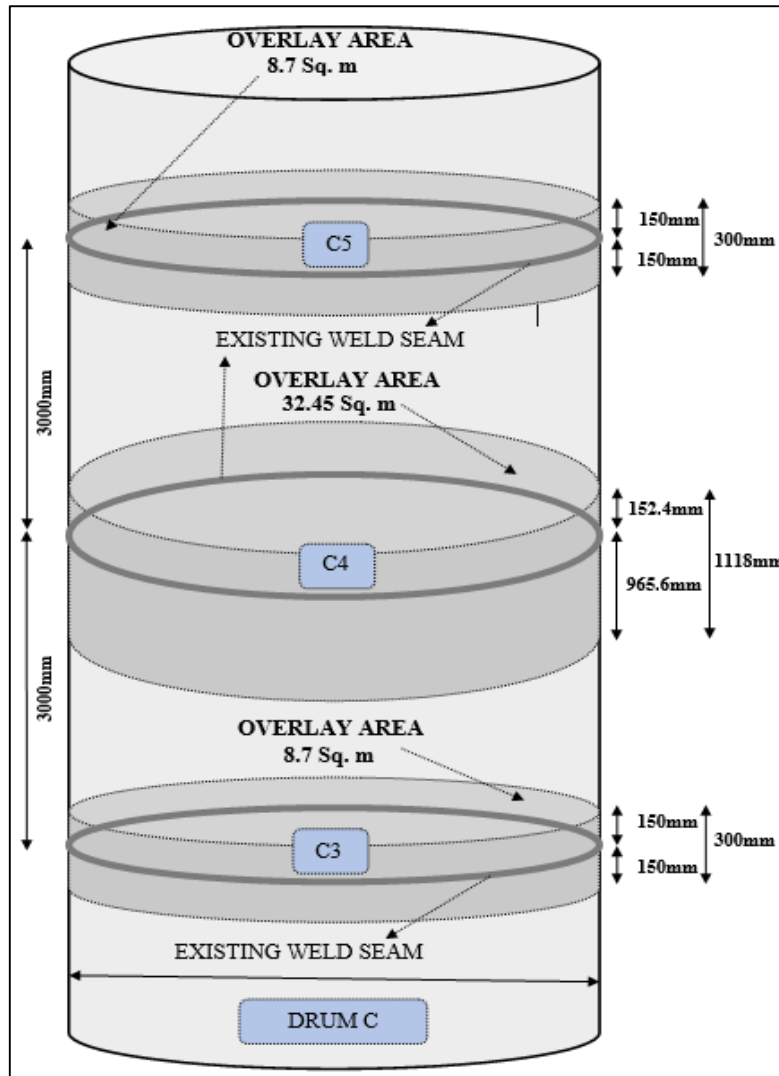 OVERLAY AREA
8.7 Sq. m
C5
150mm
150mm
300mm
EXISTING WELD SEAM
3000mm
OVERLAY AREA
32.45 Sq. m
C4
152.4mm
965.6mm
1118mm
3000mm
OVERLAY AREA
8.7 Sq. m
C3
150mm
150mm
300mm
EXISTING WELD SEAM
DRUM C